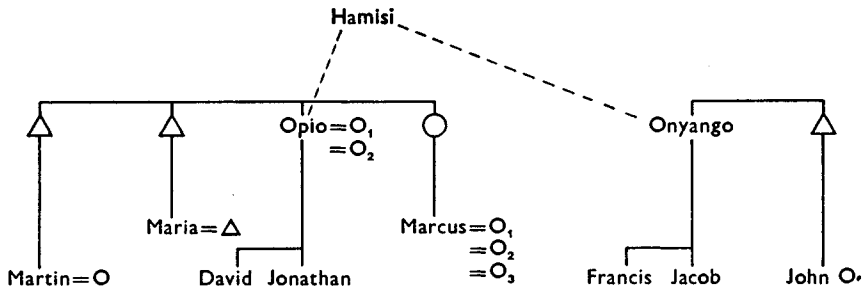 Hamisi
Opio = O₁
= O₂
Onyango
Maria = Δ
Marcus = O₁
= O₂
= O₃
Martin = O
David Jonathan
Francis Jacob
John O